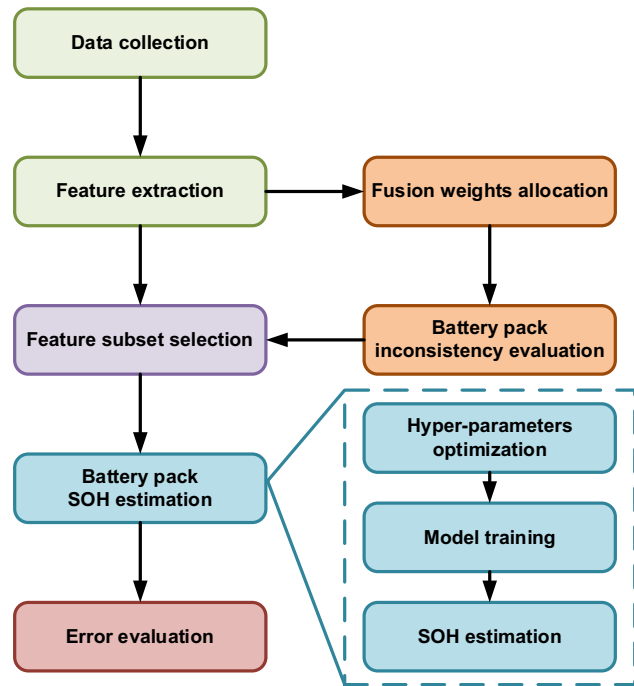 Data collection
Feature extraction
Fusion weights allocation
Feature subset selection
Battery pack
inconsistency evaluation
Battery pack
SOH estimation
Hyper-parameters
optimization
Model training
SOH estimation
Error evaluation